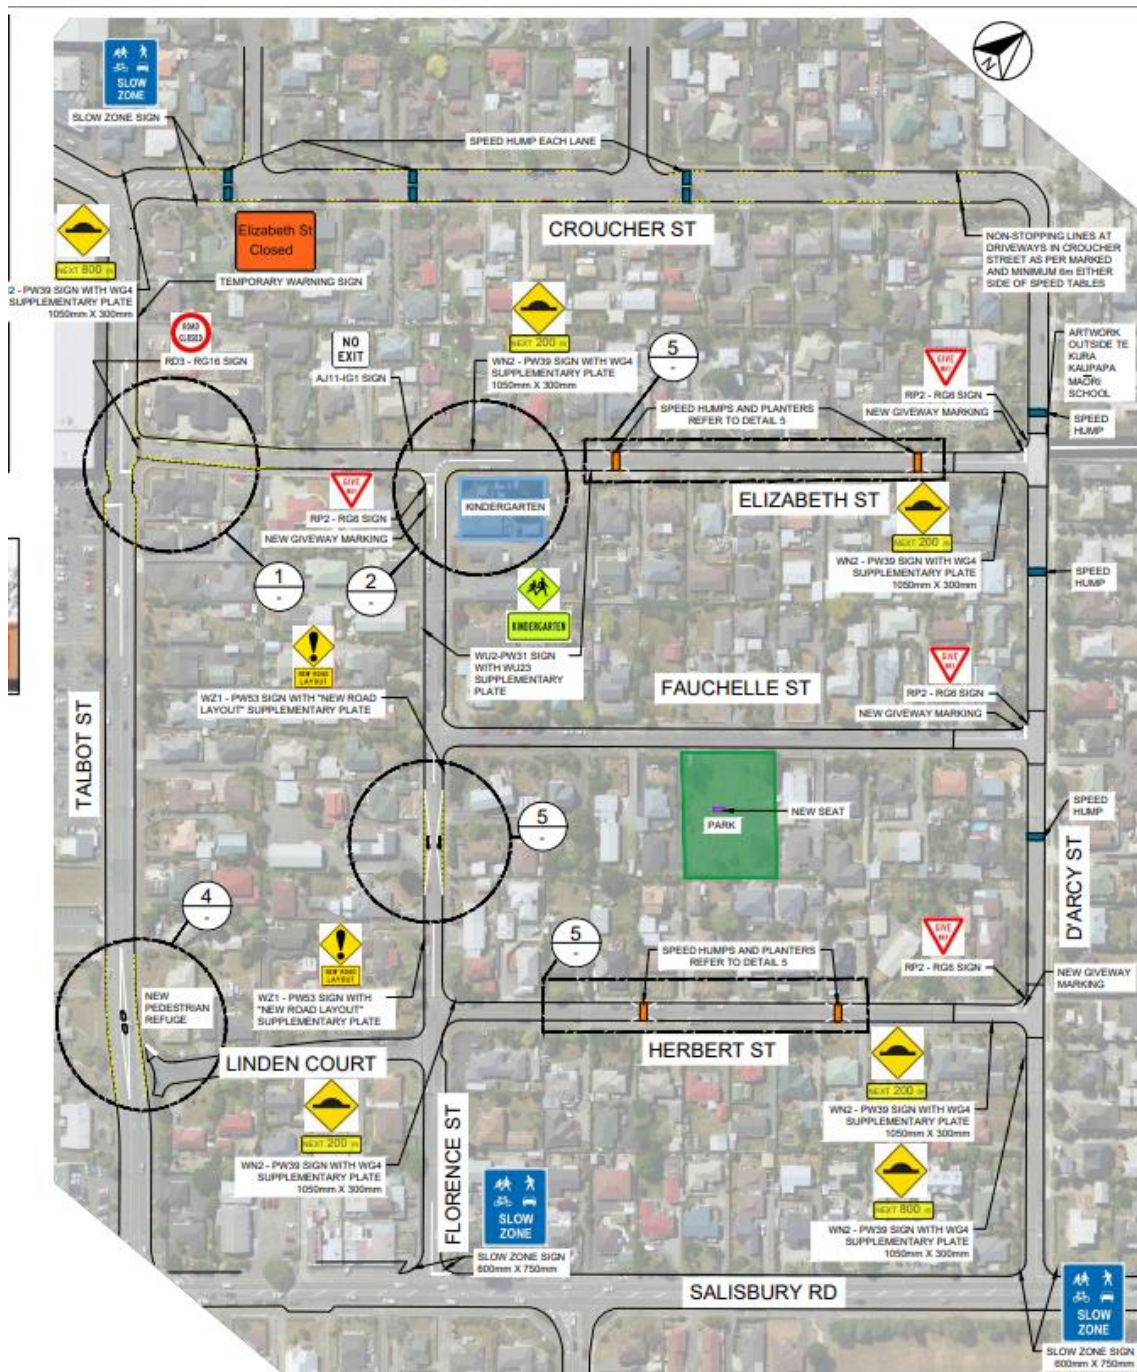 SLOW
ZONE
SLOW ZONE SIGN
SPEED HUMP EACH LANE
N
Elizabeth St
Closed
CROUCHER ST
NON-STOPPING LINES AT
DRIVEWAYS IN CROUCHER
STREET AS PER MARKED
AND MINIMUM 6m EITHER
SIDE OF SPEED TABLES
NEXT 800 m
2 - PW39 SIGN WITH WG4
SUPPLEMENTARY PLATE
1050mm X 300mm
TEMPORARY WARNING SIGN
ROAD
CLOSED
RD3 - RG16 SIGN
NO
EXIT
AJ11-IG1 SIGN
NEXT 200 m
WN2 - PW39 SIGN WITH WG4
SUPPLEMENTARY PLATE
1050mm X 300mm
5
-
ARTWORK
OUTSIDE TE
KURA
KAUPAPA
MAORI
SCHOOL
GIVE
WAY
RP2 - RG6 SIGN
NEW GIVEWAY MARKING
SPEED
HUMP
SPEED HUMPS AND PLANTERS
REFER TO DETAIL 5
GIVE
WAY
RP2 - RG6 SIGN
NEW GIVEWAY MARKING
KINDERGARTEN
ELIZABETH ST
NEXT 200 m
WN2 - PW39 SIGN WITH WG4
SUPPLEMENTARY PLATE
1050mm X 300mm
SPEED
HUMP
1
-
2
-
KINDERGARTEN
WU2-PW31 SIGN
WITH WU23
SUPPLEMENTARY
PLATE
NEW ROAD
LAYOUT
WZ1 - PW53 SIGN WITH "NEW ROAD
LAYOUT" SUPPLEMENTARY PLATE
FAUCHELLE ST
GIVE
WAY
RP2 - RG6 SIGN
NEW GIVEWAY MARKING
TALBOT ST
5
-
NEW SEAT
PARK
SPEED
HUMP
D'ARCY ST
4
-
NEW
PEDESTRIAN
REFUGE
NEW ROAD
LAYOUT
WZ1 - PW53 SIGN WITH
"NEW ROAD LAYOUT"
SUPPLEMENTARY PLATE
5
-
SPEED HUMPS AND PLANTERS
REFER TO DETAIL 5
GIVE
WAY
RP2 - RG6 SIGN
NEW GIVEWAY
MARKING
LINDEN COURT
HERBERT ST
NEXT 200 m
WN2 - PW39 SIGN WITH WG4
SUPPLEMENTARY PLATE
1050mm X 300mm
NEXT 200 m
WN2 - PW39 SIGN WITH WG4
SUPPLEMENTARY PLATE
1050mm X 300mm
FLORENCE ST
SLOW
ZONE
SLOW ZONE SIGN
600mm X 750mm
NEXT 800 m
WN2 - PW39 SIGN WITH WG4
SUPPLEMENTARY PLATE
1050mm X 300mm
SALISBURY RD
SLOW
ZONE
SLOW ZONE SIGN
600mm X 750mm